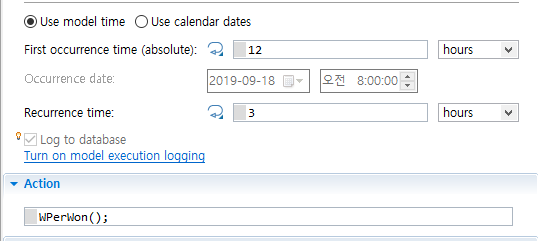 Use model time Use calendar dates
First occurrence time (absolute): 12 hours
Occurrence date: 2019-09-18 오전 8:00:00
Recurrence time: 3 hours
Log to database
Turn on model execution logging
Action
WPerWon();